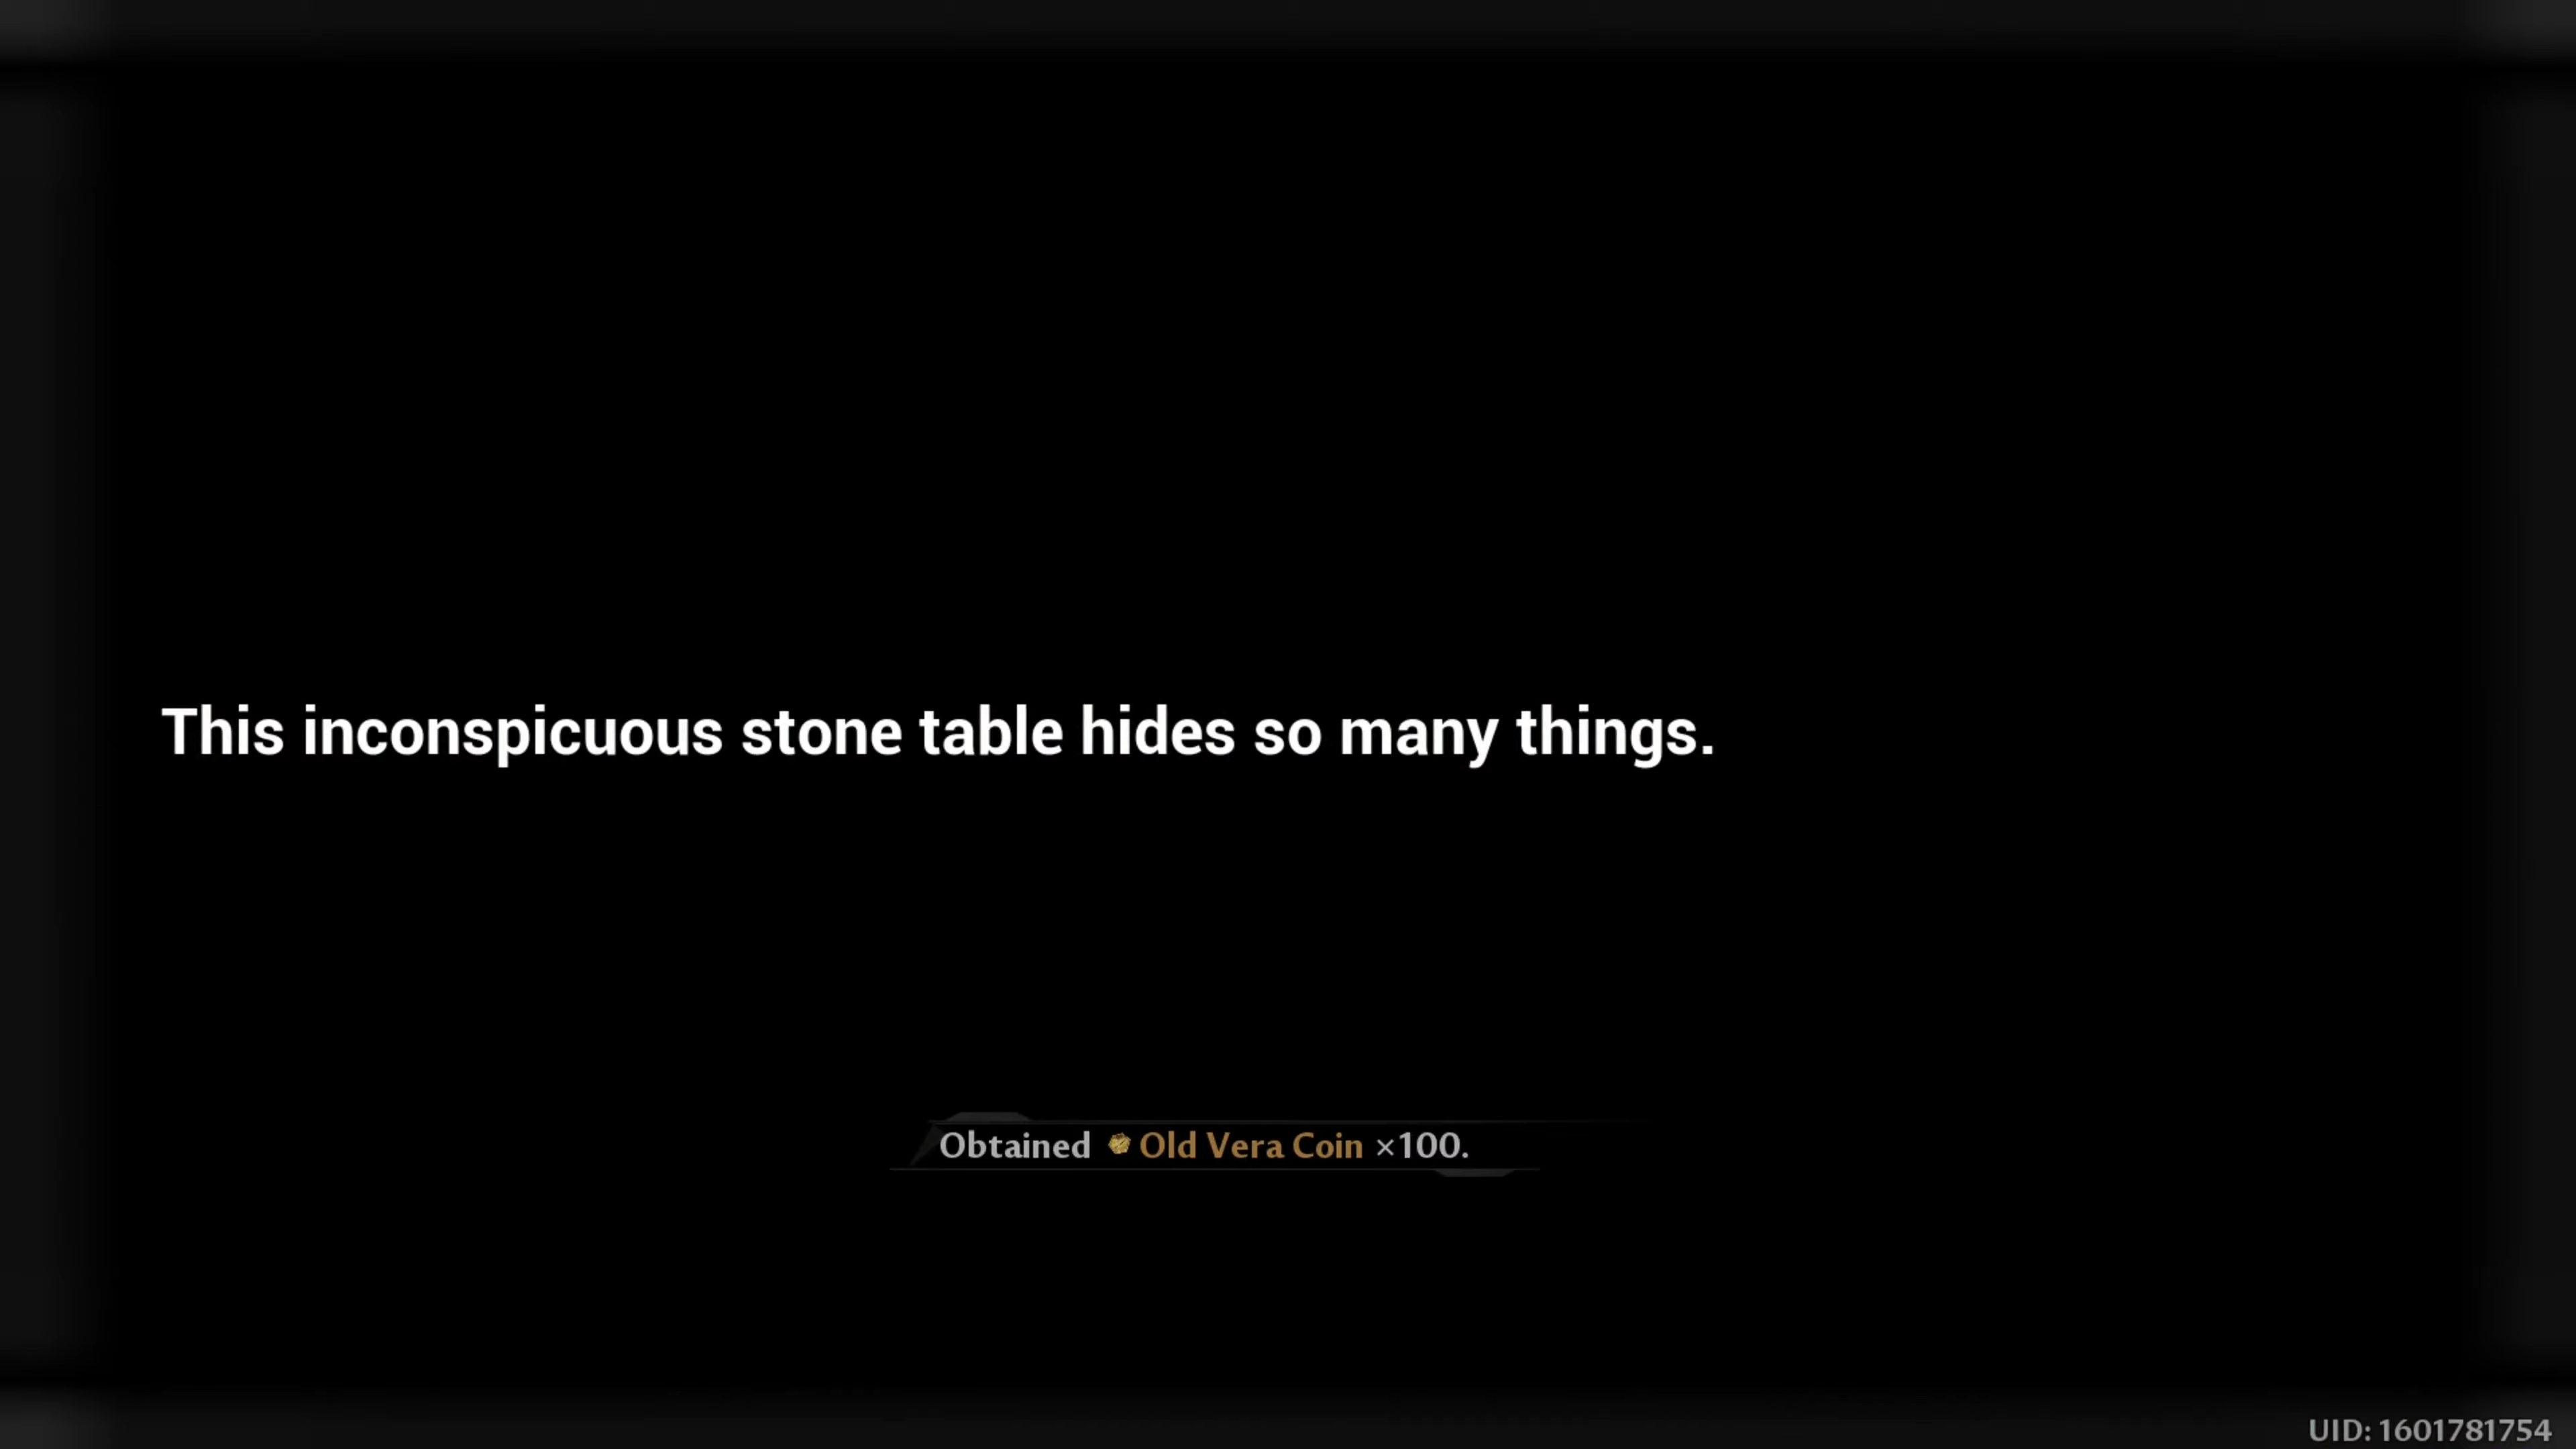 This inconspicuous stone table hides so many things.
Obtained Old Vera Coin ×100.
UID: 1601781754